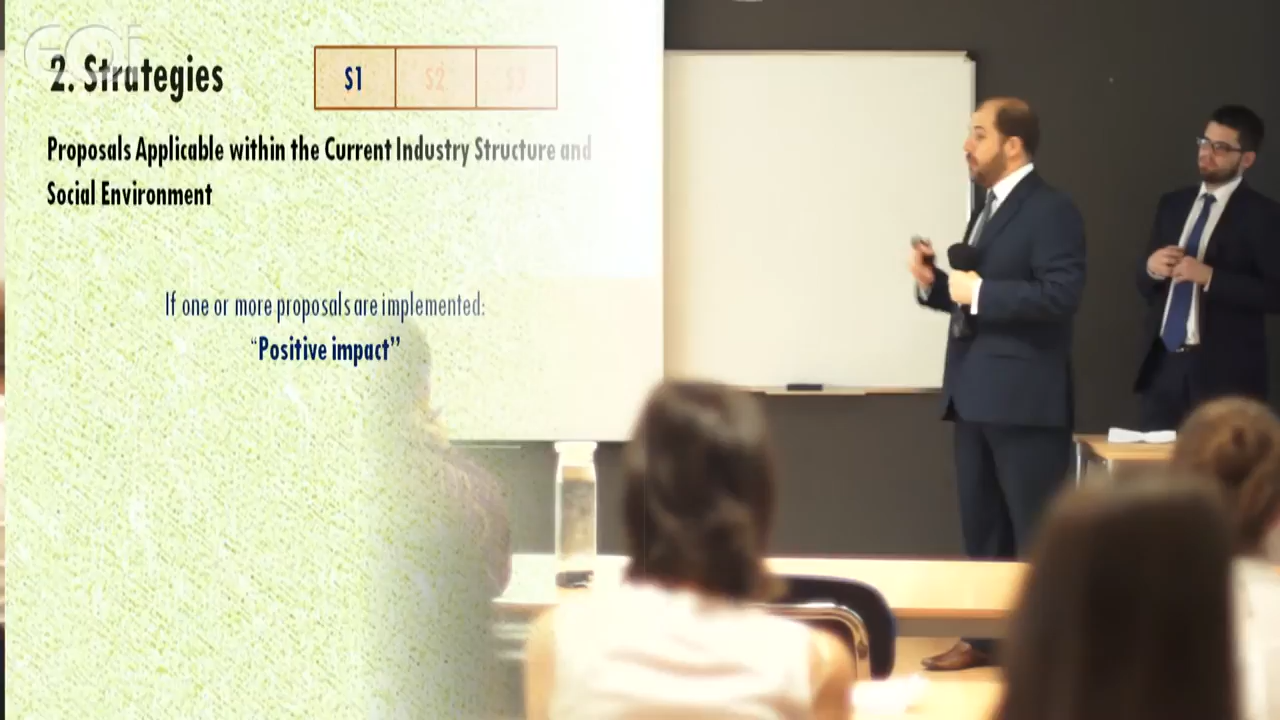 eoi
2. Strategies
S1 S2 S3
Proposals Applicable within the Current Industry Structure and
Social Environment
If one or more proposals are implemented:
“Positive impact”